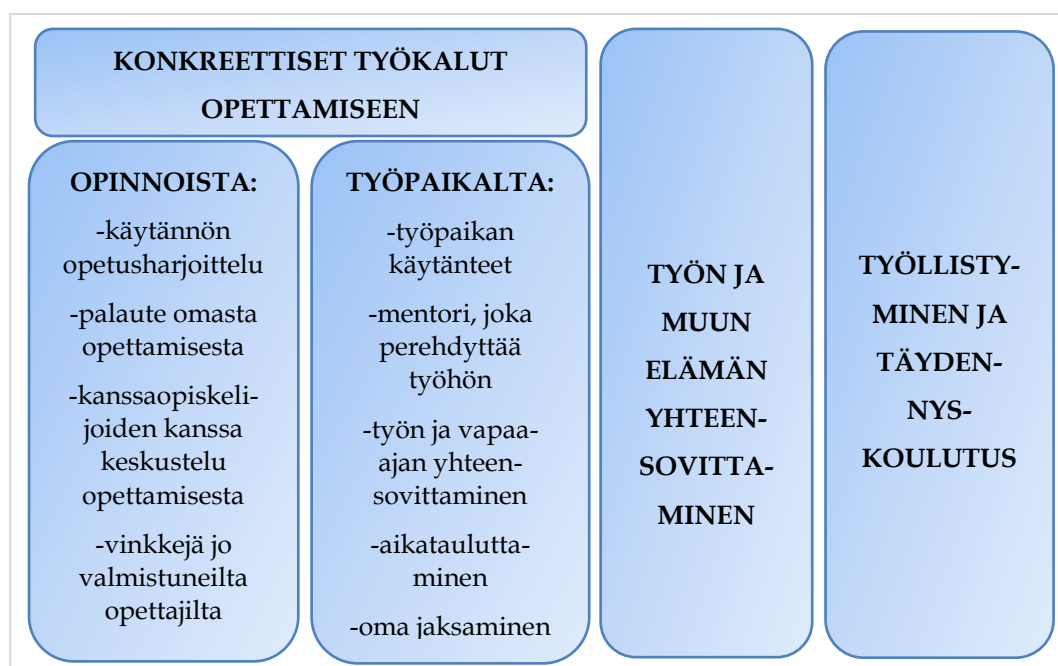 KONKREETTISET TYÖKALUT
OPETTAMISEEN
OPINNOISTA:
-käytännön
opetusharjoittelu
-palaute omasta
opettamisesta
-kanssaopiskeli-
joiden kanssa
keskustelu
opettamisesta
-vinkkejä jo
valmistuneilta
opettajilta
TYÖPAIKALTA:
-työpaikan
käytänteet
-mentori, joka
perehdyttää
työhön
-työn ja vapaa-
ajan yhteen-
sovittaminen
-aikataulutta-
minen
-oma jaksaminen
TYÖN JA
MUUN
ELÄMÄN
YHTEEN-
SOVITTA-
MINEN
TYÖLLISTY-
MINEN JA
TÄYDEN-
NYS-
KOULUTUS